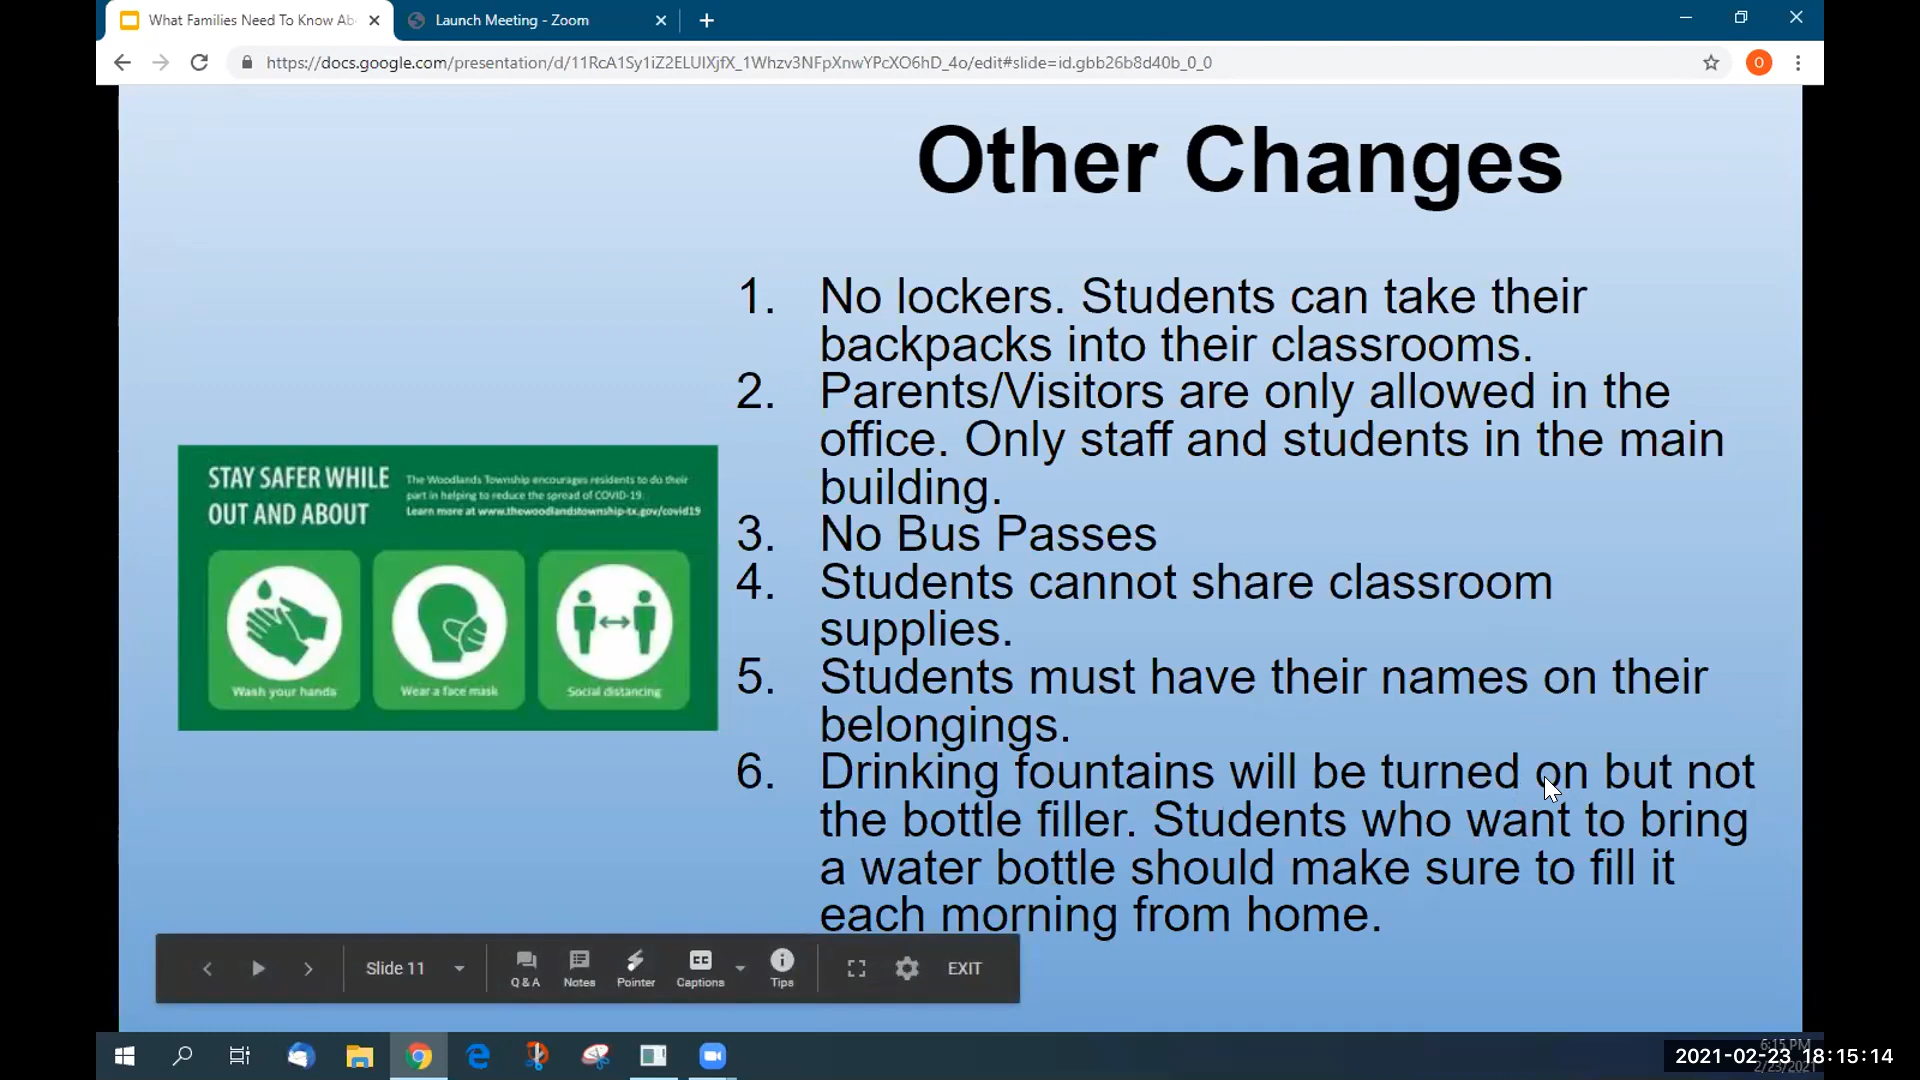 What Families Need To Know Ab
Launch Meeting - Zoom
https://docs.google.com/presentation/d/11RcA1Sy1iZ2ELUIXjfX_1Whzv3NFpXnwYPcXO6hD_4o/edit#slide=id.gbb26b8d40b_0_0
O
Other Changes
1. No lockers. Students can take their
backpacks into their classrooms.
2. Parents/Visitors are only allowed in the
office. Only staff and students in the main
building.
3. No Bus Passes
4. Students cannot share classroom
supplies.
5. Students must have their names on their
belongings.
6. Drinking fountains will be turned on but not
the bottle filler. Students who want to bring
a water bottle should make sure to fill it
each morning from home.
STAY SAFER WHILE
OUT AND ABOUT
The Woodlands Township encourages residents to do their
part in helping to reduce the spread of COVID-19.
Learn more at www.thewoodlandstownship-tx.gov/covid19
Wash your hands
Wear a face mask
Social distancing
Slide 11
Q & A
Notes
Pointer
CC
Captions
Tips
EXIT
6:15 PM
2021-02-23 18:15:14